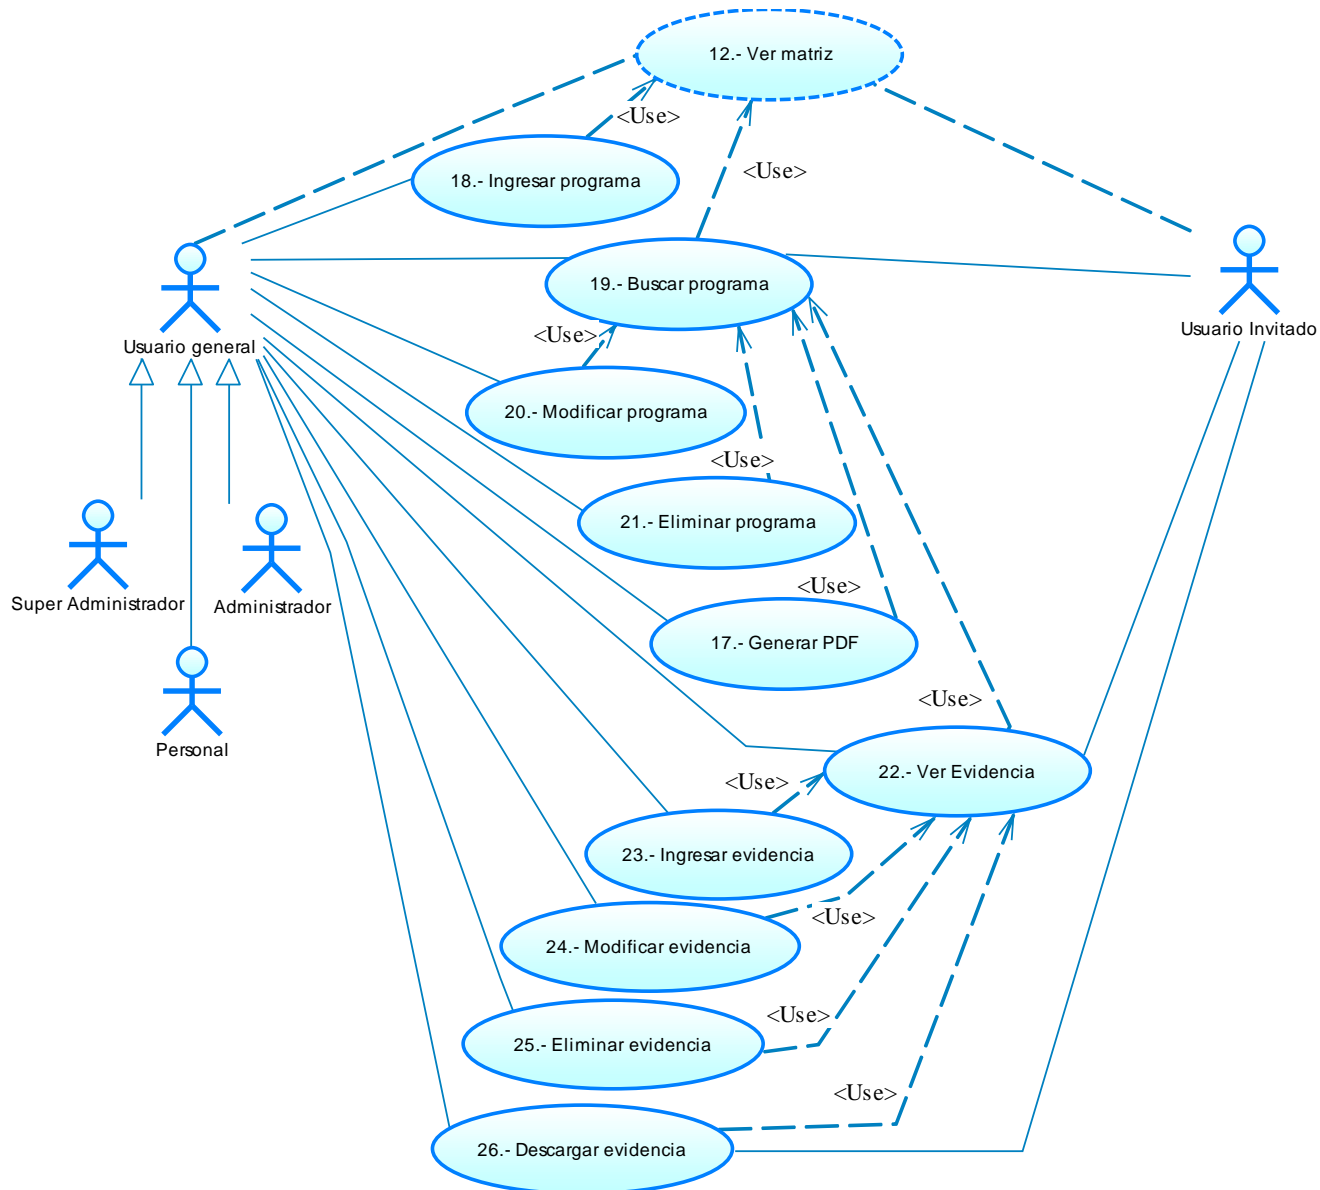 12.- Ver matriz
<Use>
<Use>
18.- Ingresar programa
19.- Buscar programa
Usuario general
Usuario Invitado
<Use>
20.- Modificar programa
<Use>
21.- Eliminar programa
<Use>
Super Administrador
Administrador
17.- Generar PDF
<Use>
Personal
22.- Ver Evidencia
<Use>
23.- Ingresar evidencia
<Use>
24.- Modificar evidencia
<Use>
25.- Eliminar evidencia
<Use>
26.- Descargar evidencia